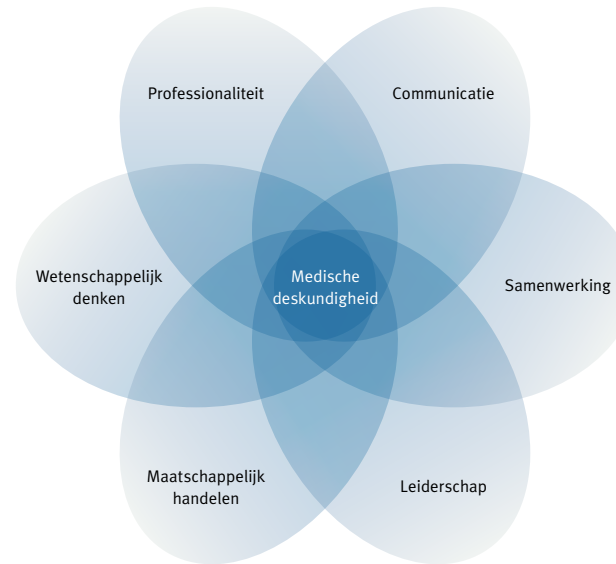 Professionaliteit
Communicatie
Wetenschappelijk
denken
Medische
deskundigheid
Samenwerking
Maatschappelijk
handelen
Leiderschap